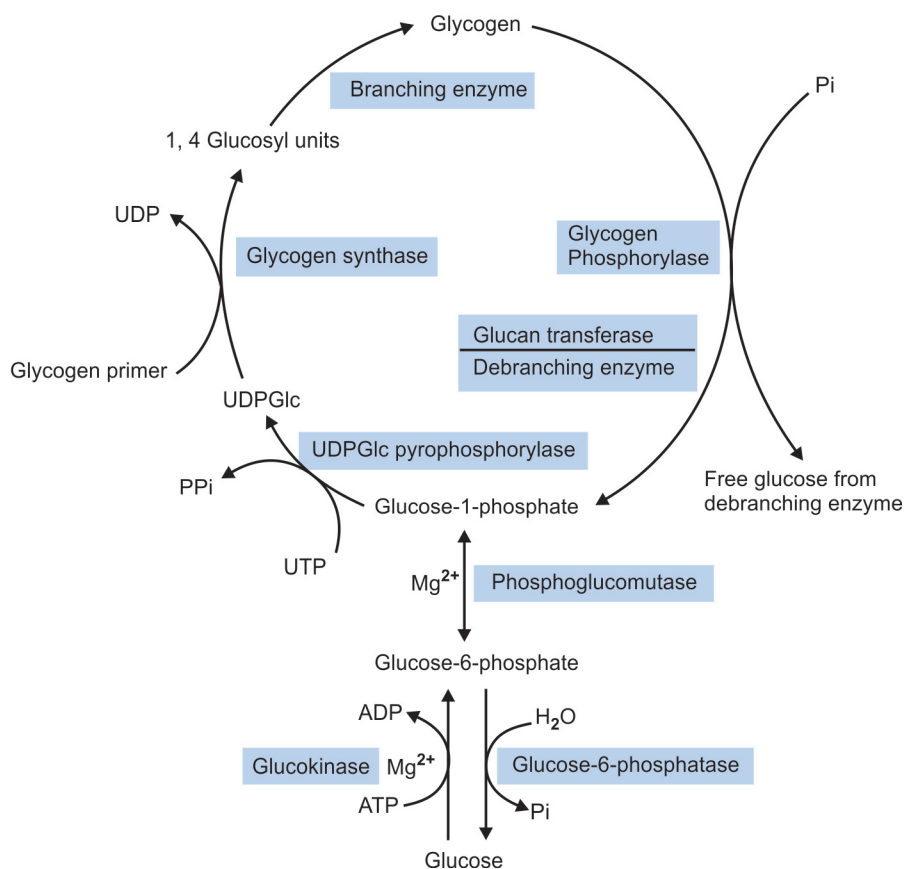 Glycogen
Branching enzyme
Pi
1, 4 Glucosyl units
UDP
Glycogen synthase
Glycogen
Phosphorylase
Glucan transferase
Debranching enzyme
Glycogen primer
UDPGlc
UDPGlc pyrophosphorylase
PPi
Glucose-1-phosphate
Free glucose from
debranching enzyme
UTP
Mg2+
Phosphoglucomutase
Glucose-6-phosphate
ADP
H2O
Glucokinase
Mg2+
Glucose-6-phosphatase
ATP
Pi
Glucose